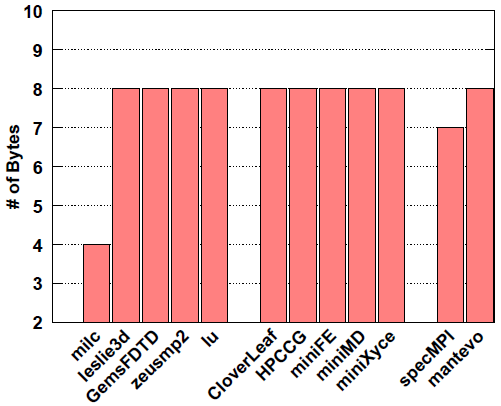 # of Bytes
10
9
8
7
6
5
4
3
2
milc
leslie3d
GemsFDTD
zeusmp2
lu
CloverLeaf
HPCCG
miniFE
miniMD
miniXyce
specMPI
mantevo